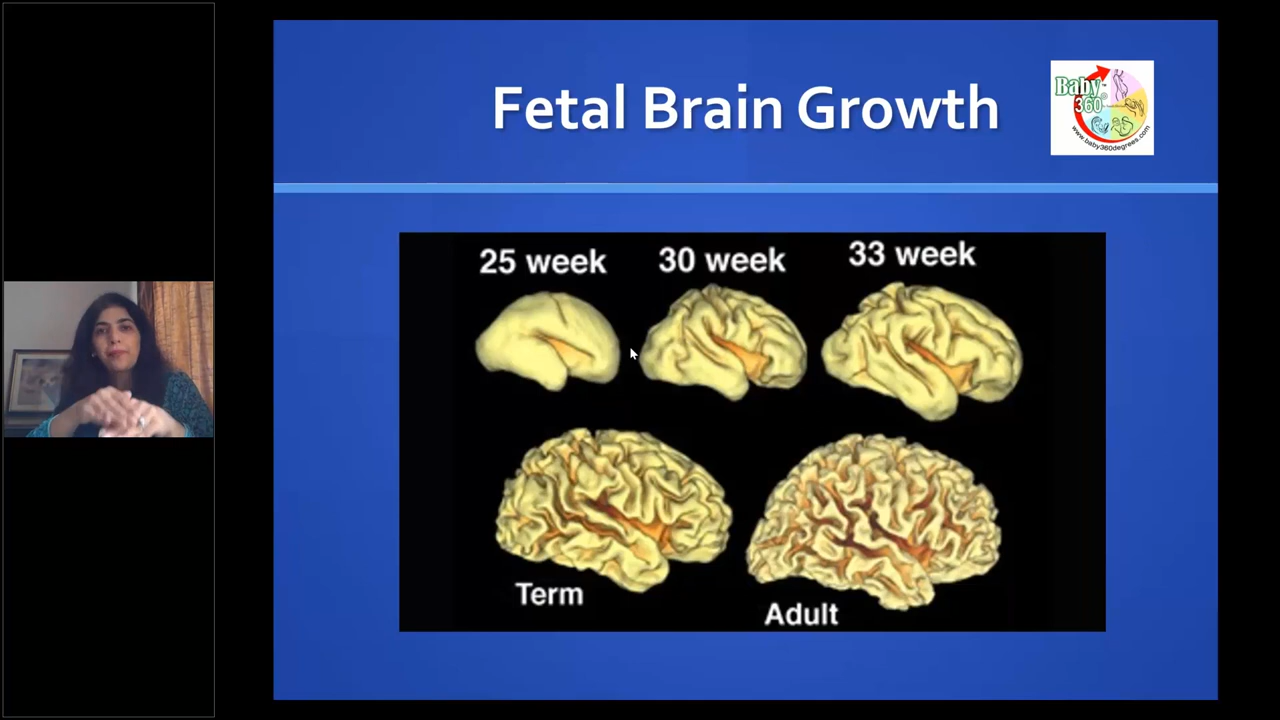 Fetal Brain Growth
Baby
360
www.baby360degrees.com
25 week
30 week
33 week
Term
Adult